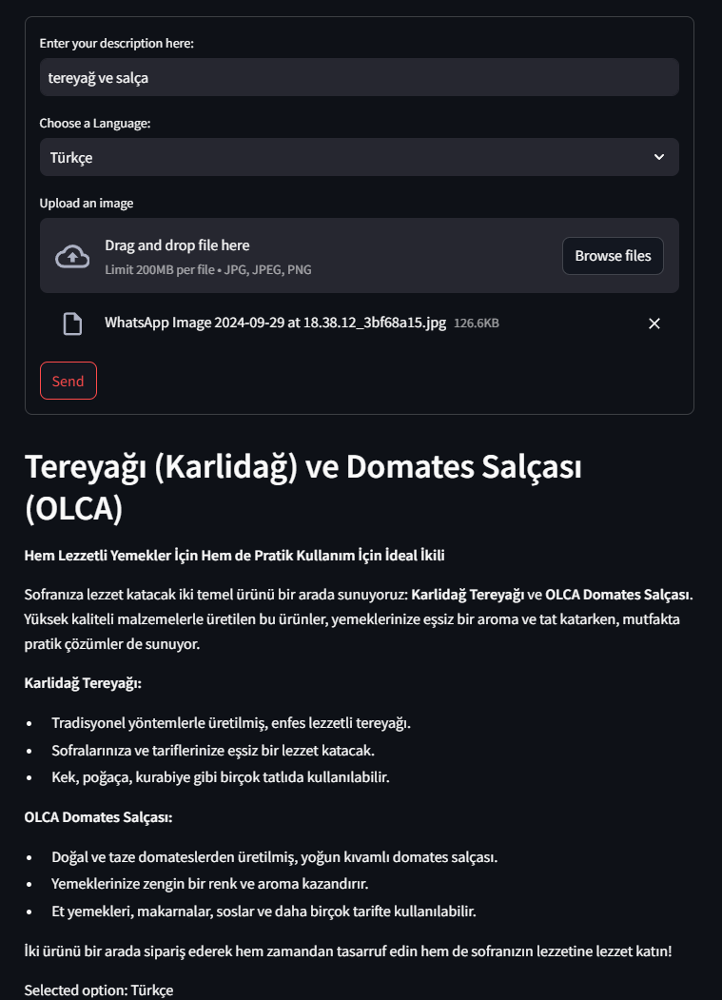 Enter your description here:
tereyağ ve salça
Choose a Language:
Türkçe
Upload an image
Drag and drop file here
Limit 200MB per file • JPG, JPEG, PNG
Browse files
WhatsApp Image 2024-09-29 at 18.38.12_3bf68a15.jpg 126.6KB
Send
Tereyağı (Karlidağ) ve Domates Salçası
(OLCA)
Hem Lezzetli Yemekler İçin Hem de Pratik Kullanım İçin İdeal İkili
Sofranıza lezzet katacak iki temel ürünü bir arada sunuyoruz: Karlidağ Tereyağı ve OLCA Domates Salçası.
Yüksek kaliteli malzemelerle üretilen bu ürünler, yemeklerinize eşsiz bir aroma ve tat katarken, mutfakta
pratik çözümler de sunuyor.
Karlidağ Tereyağı:
• Tradisyonel yöntemlerle üretilmiş, enfes lezzetli tereyağı.
• Sofralarınıza ve tariflerinize eşsiz bir lezzet katacak.
• Kek, poğaça, kurabiye gibi birçok tatlıda kullanılabilir.
OLCA Domates Salçası:
• Doğal ve taze domateslerden üretilmiş, yoğun kıvamlı domates salçası.
• Yemeklerinize zengin bir renk ve aroma kazandırır.
• Et yemekleri, makarnalar, soslar ve daha birçok tarifte kullanılabilir.
İki ürünü bir arada sipariş ederek hem zamandan tasarruf edin hem de sofranızın lezzetine lezzet katın!
Selected option: Türkçe